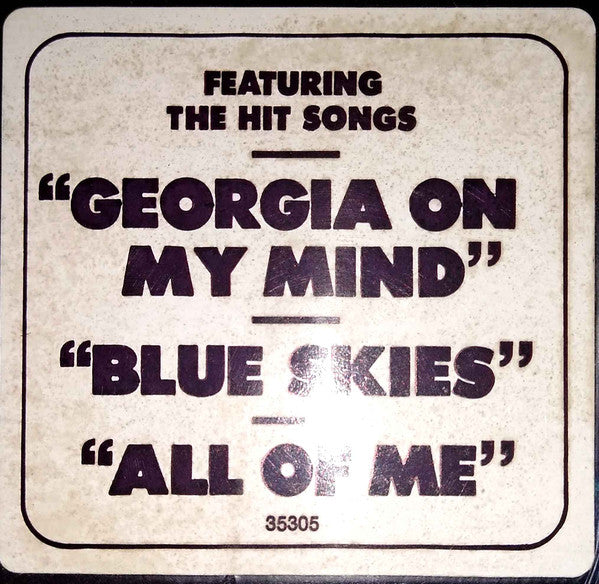 FEATURING
THE HIT SONGS
“GEORGIA ON
MY MIND”
“BLUE SKIES”
“ALL OF ME”
35305